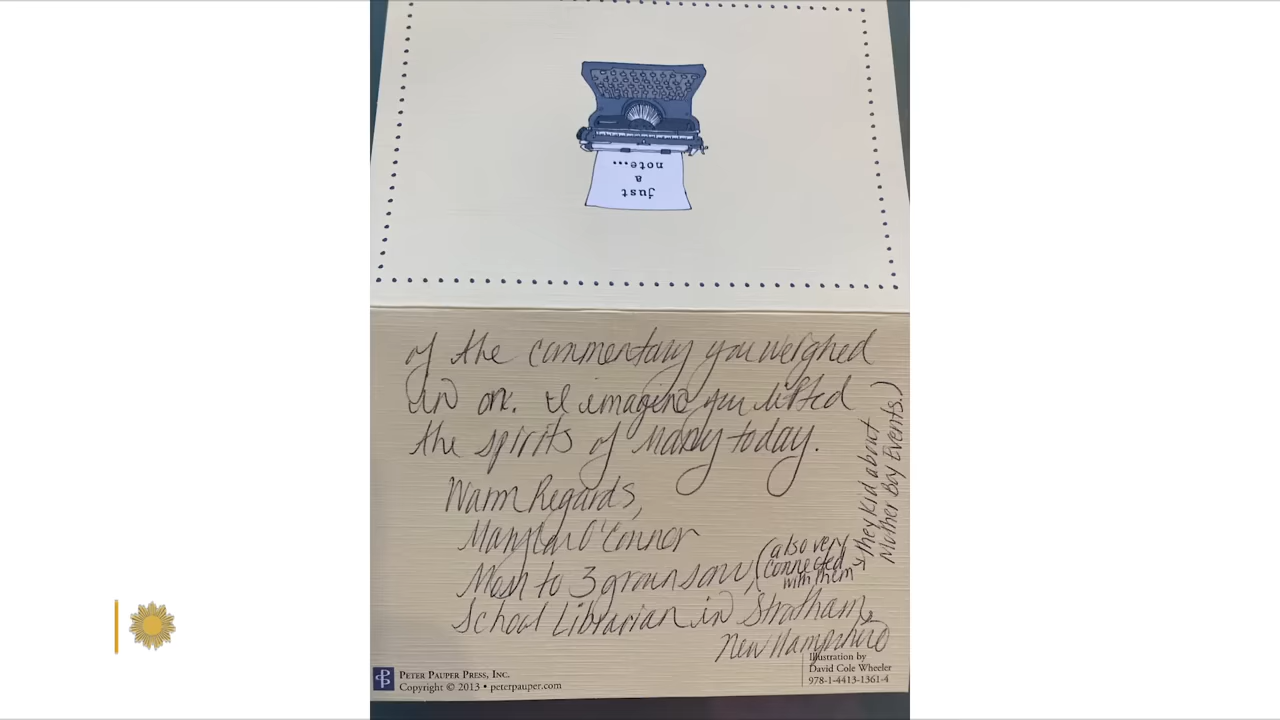 just
a
note...
of the commentary you weighed
in on. I imagine you lifted
the spirits of many today.
Warm Regards,
O'Connor
Mom to 3 grown sons,
(also very
connected
with them →
they kid about
Mother Boy Events.)
School Librarian in Stratham,
New Hampshire
PETER PAUPER PRESS, INC.
Copyright © 2013 • peterpauper.com
Illustration by
David Cole Wheeler
978-1-4413-1361-4